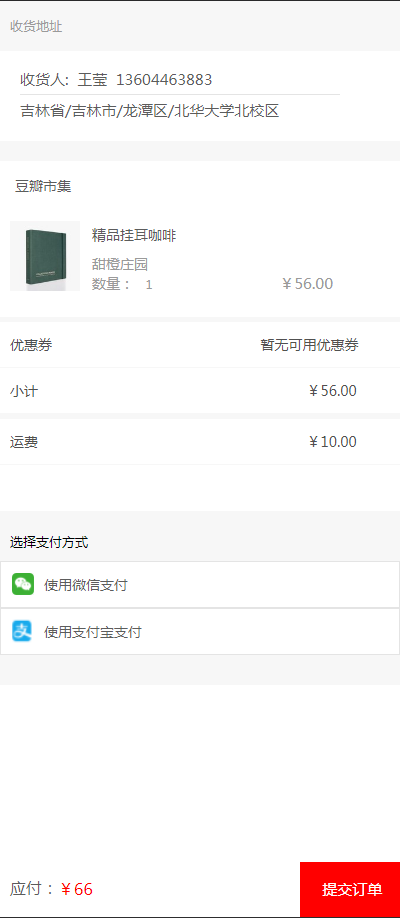 收货地址
收货人: 王莹 13604463883
吉林省/吉林市/龙潭区/北华大学北校区
豆瓣市集
精品挂耳咖啡
甜橙庄园
数量： 1 ￥56.00
优惠券 暂无可用优惠券
小计 ￥56.00
运费 ￥10.00
选择支付方式
使用微信支付
支 使用支付宝支付
应付：￥66 提交订单